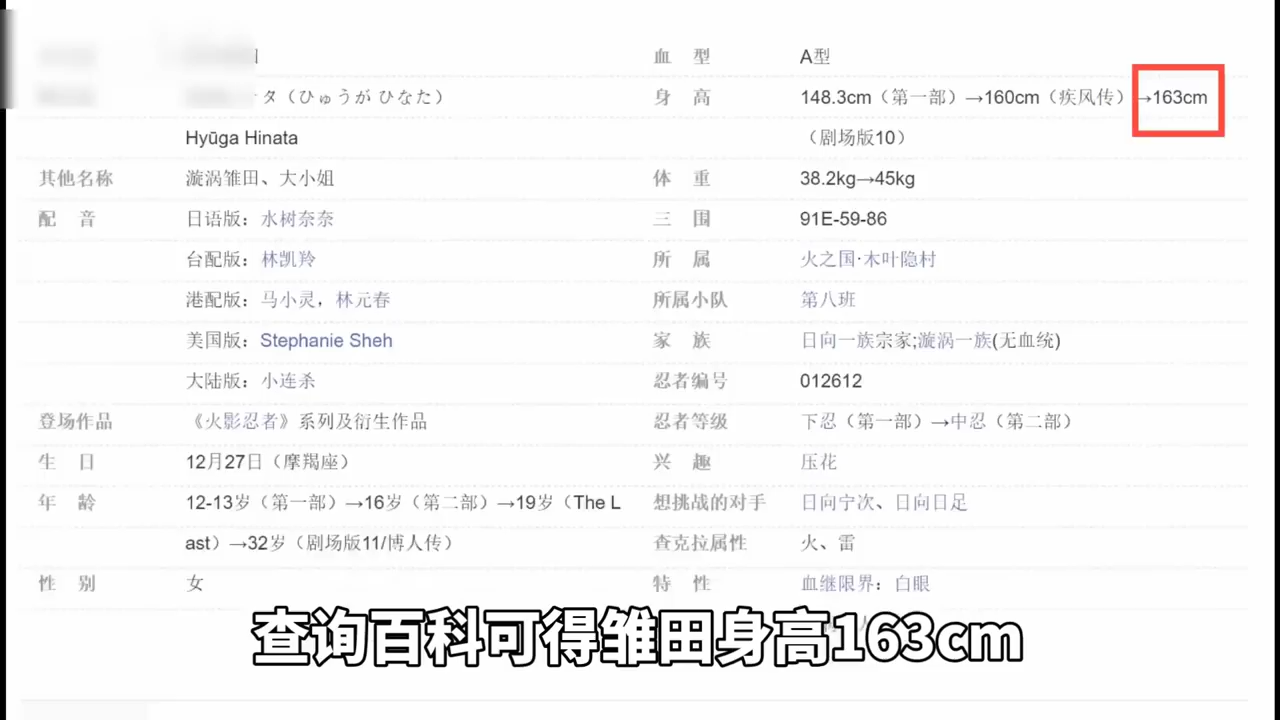 血 型 A型
タ（ひゅうが ひなた） 身 高 148.3cm（第一部）→160cm（疾风传）→163cm
Hyūga Hinata （剧场版10）
其他名称 漩涡雏田、大小姐 体 重 38.2kg→45kg
配 音 日语版：水树奈奈 三 围 91E-59-86
台配版：林凯羚 所 属 火之国·木叶隐村
港配版：马小灵，林元春 所属小队 第八班
美国版：Stephanie Sheh 家 族 日向一族宗家;漩涡一族(无血统)
大陆版：小连杀 忍者编号 012612
登场作品 《火影忍者》系列及衍生作品 忍者等级 下忍（第一部）→中忍（第二部）
生 日 12月27日（摩羯座） 兴 趣 压花
年 龄 12-13岁（第一部）→16岁（第二部）→19岁（The L 想挑战的对手 日向宁次、日向日足
ast）→32岁（剧场版11/博人传） 查克拉属性 火、雷
性 别 女 特 性 血继限界：白眼
查询百科可得雏田身高163cm